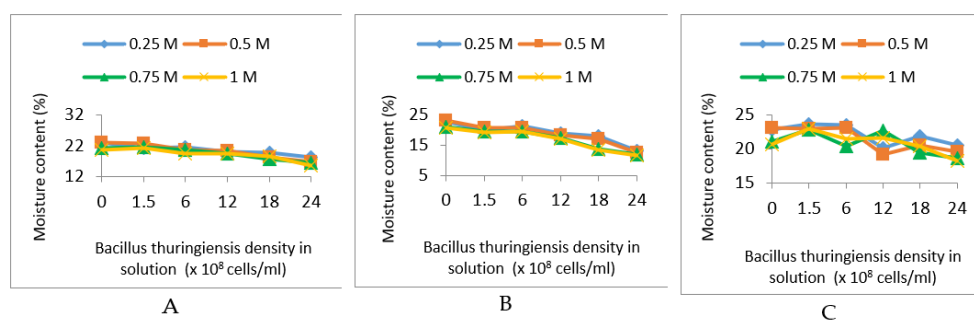 0.25 M 0.5 M
0.75 M 1 M
Moisture content (%)
32
22
12
0 1.5 6 12 18 24
Bacillus thuringiensis density in
solution (x 10⁸ cells/ml)
A
0.25 M 0.5 M
0.75 M 1 M
Moisture content (%)
25
15
5
0 1.5 6 12 18 24
Bacillus thuringiensis density in
solution (x 10⁸ cells/ml)
B
0.25 M 0.5 M
0.75 M 1 M
Moisture content (%)
25
20
15
0 1.5 6 12 18 24
Bacillus thuringiensis density in
solution (x 10⁸ cells/ml)
C